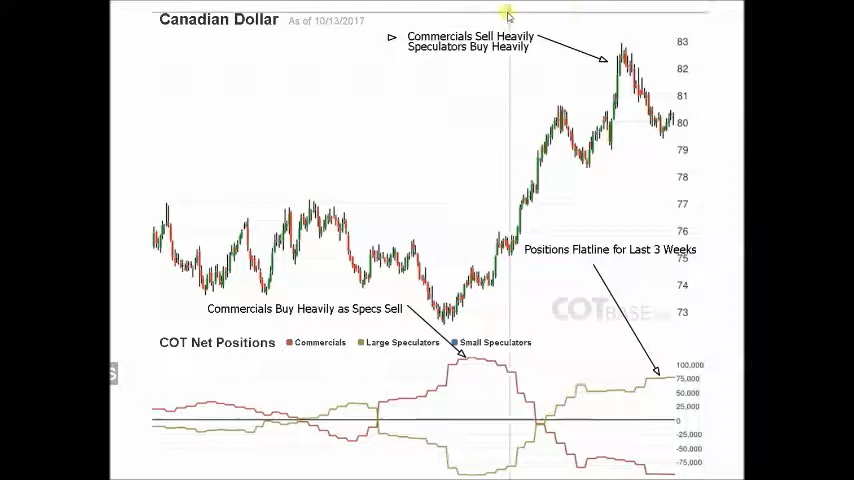 Canadian Dollar As of 10/13/2017
Commercials Sell Heavily
Speculators Buy Heavily
83
82
81
80
79
78
77
76
Positions Flatline for Last 3 Weeks
75
74
Commercials Buy Heavily as Specs Sell
COTBASE
73
COT Net Positions Commercials Large Speculators Small Speculators
100,000
75,000
50,000
25,000
0
-25,000
-50,000
-75,000
S